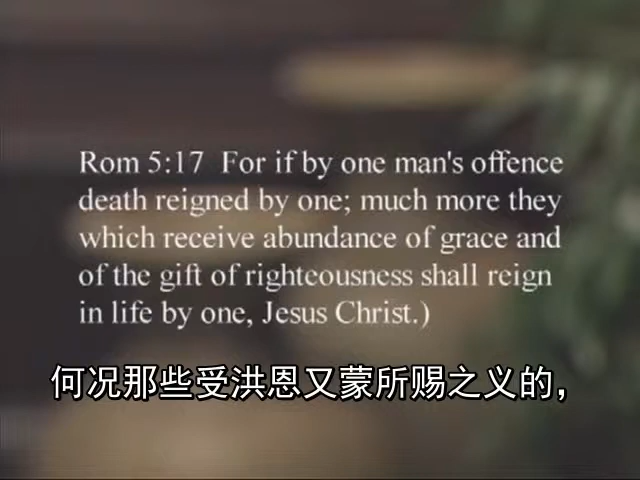 Rom 5:17 For if by one man's offence
death reigned by one; much more they
which receive abundance of grace and
of the gift of righteousness shall reign
in life by one, Jesus Christ.)
何况那些受洪恩又蒙所赐之义的，